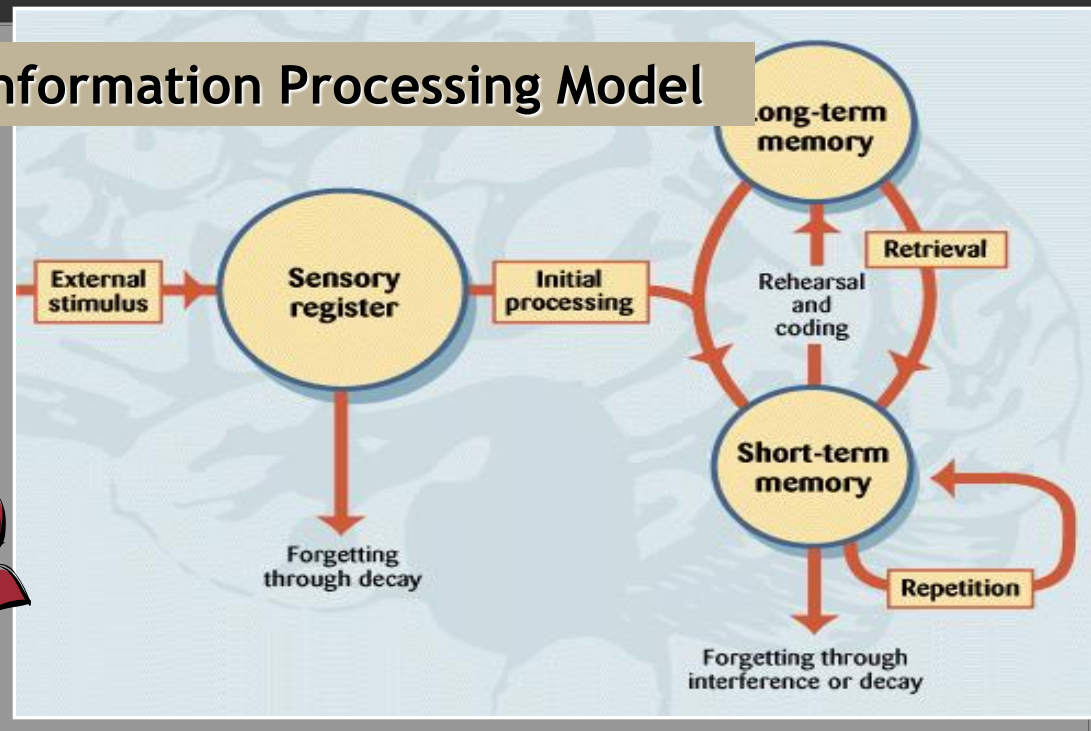 nformation Processing Model
ong-term
memory
External
stimulus
Sensory
register
Initial
processing
Rehearsal
and
coding
Retrieval
Short-term
memory
Forgetting
through decay
Repetition
Forgetting through
interference or decay